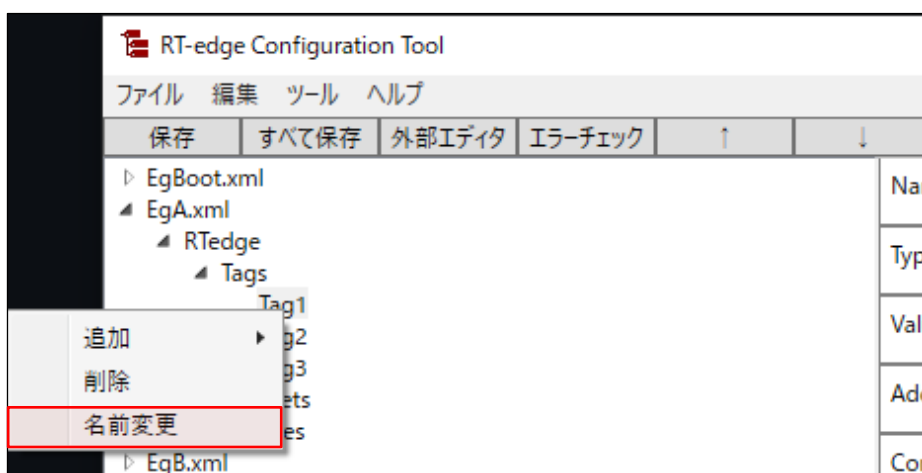 RT-edge Configuration Tool
ファイル 編集 ツール ヘルプ
保存 すべて保存 外部エディタ エラーチェック ↑ ↓
EgBoot.xml
EgA.xml
RTedge
Tags
Tag1
追加
削除
名前変更
EgB.xml